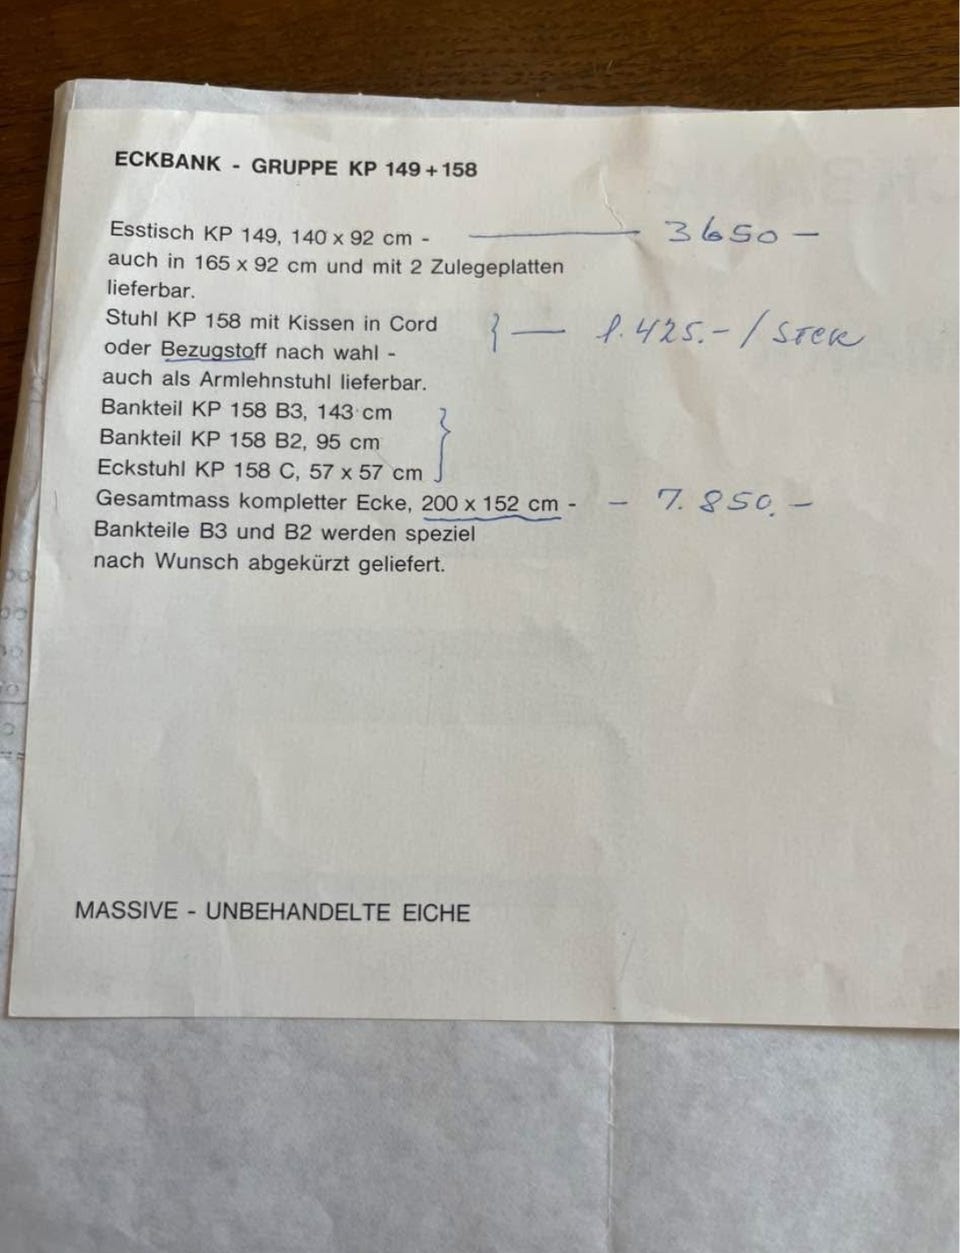 ECKBANK - GRUPPE KP 149 + 158
Esstisch KP 149, 140 x 92 cm - 3650 -
auch in 165 x 92 cm und mit 2 Zulegeplatten
lieferbar.
Stuhl KP 158 mit Kissen in Cord
oder Bezugstoff nach wahl - } - 1.425.- / Stck
auch als Armlehnstuhl lieferbar.
Bankteil KP 158 B3, 143 cm
Bankteil KP 158 B2, 95 cm }
Eckstuhl KP 158 C, 57 x 57 cm
Gesamtmass kompletter Ecke, 200 x 152 cm - - 7.850.-
Bankteile B3 und B2 werden speziel
nach Wunsch abgekürzt geliefert.
MASSIVE - UNBEHANDELTE EICHE